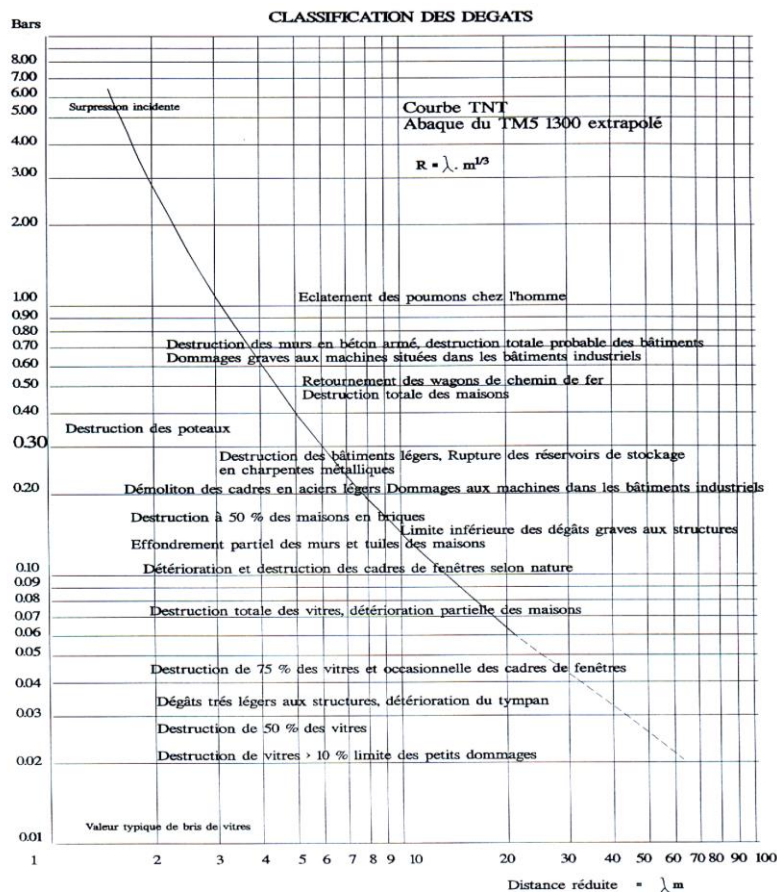 CLASSIFICATION DES DEGATS
Bars
8.00
7.00
6.00
5.00
4.00
3.00
2.00
1.00
0.90
0.80
0.70
0.60
0.50
0.40
0.30
0.20
0.10
0.09
0.08
0.07
0.06
0.05
0.04
0.03
0.02
0.01
Surpression incidente
Courbe TNT
Abaque du TM5 1300 extrapolé
R = λ. m1/3
Eclatement des poumons chez l'homme
Destruction des murs en béton armé, destruction totale probable des bâtiments
Dommages graves aux machines situées dans les bâtiments industriels
Retournement des wagons de chemin de fer
Destruction totale des maisons
Destruction des poteaux
Destruction des bâtiments légers, Rupture des réservoirs de stockage
en charpentes métalliques
Démoliton des cadres en aciers légers Dommages aux machines dans les bâtiments industriels
Destruction à 50 % des maisons en briques
Limite inférieure des dégâts graves aux structures
Effondrement partiel des murs et tuiles des maisons
Détérioration et destruction des cadres de fenêtres selon nature
Destruction totale des vitres, détérioration partielle des maisons
Destruction de 75 % des vitres et occasionnelle des cadres de fenêtres
Dégâts trés légers aux structures, détérioration du tympan
Destruction de 50 % des vitres
Destruction de vitres > 10 % limite des petits dommages
Valeur typique de bris de vitres
1 2 3 4 5 6 7 8 9 10 20 30 40 50 60 70 80 90 100
Distance réduite = λ m